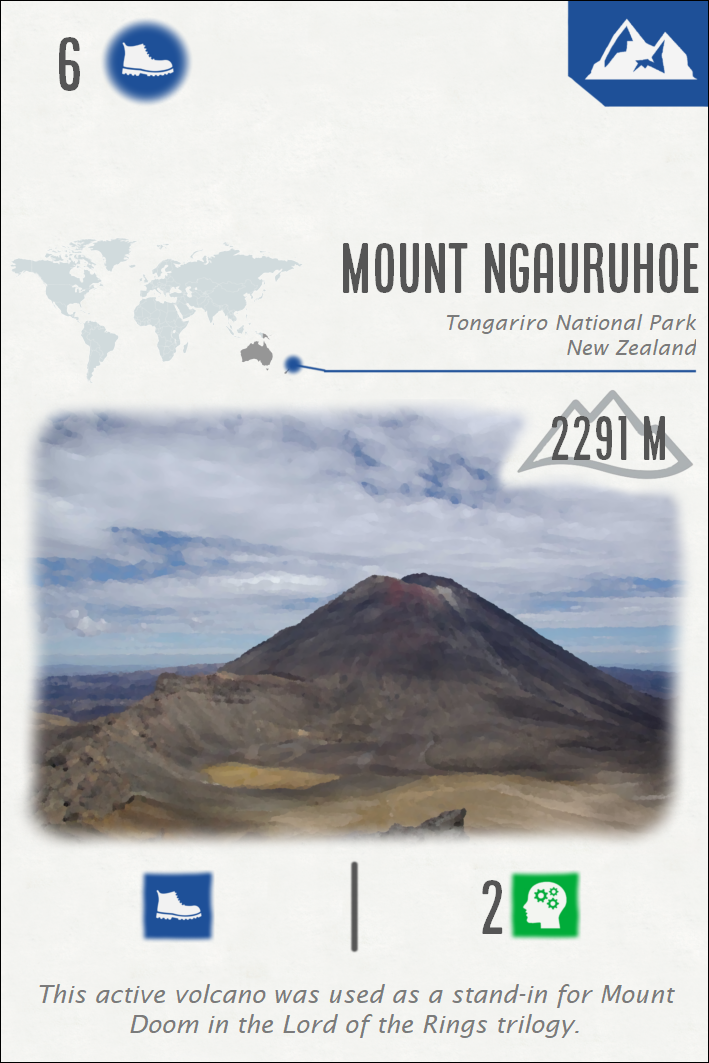 6
MOUNT NGAURUHOE
Tongariro National Park
New Zealand
2291 M
2
This active volcano was used as a stand-in for Mount
Doom in the Lord of the Rings trilogy.